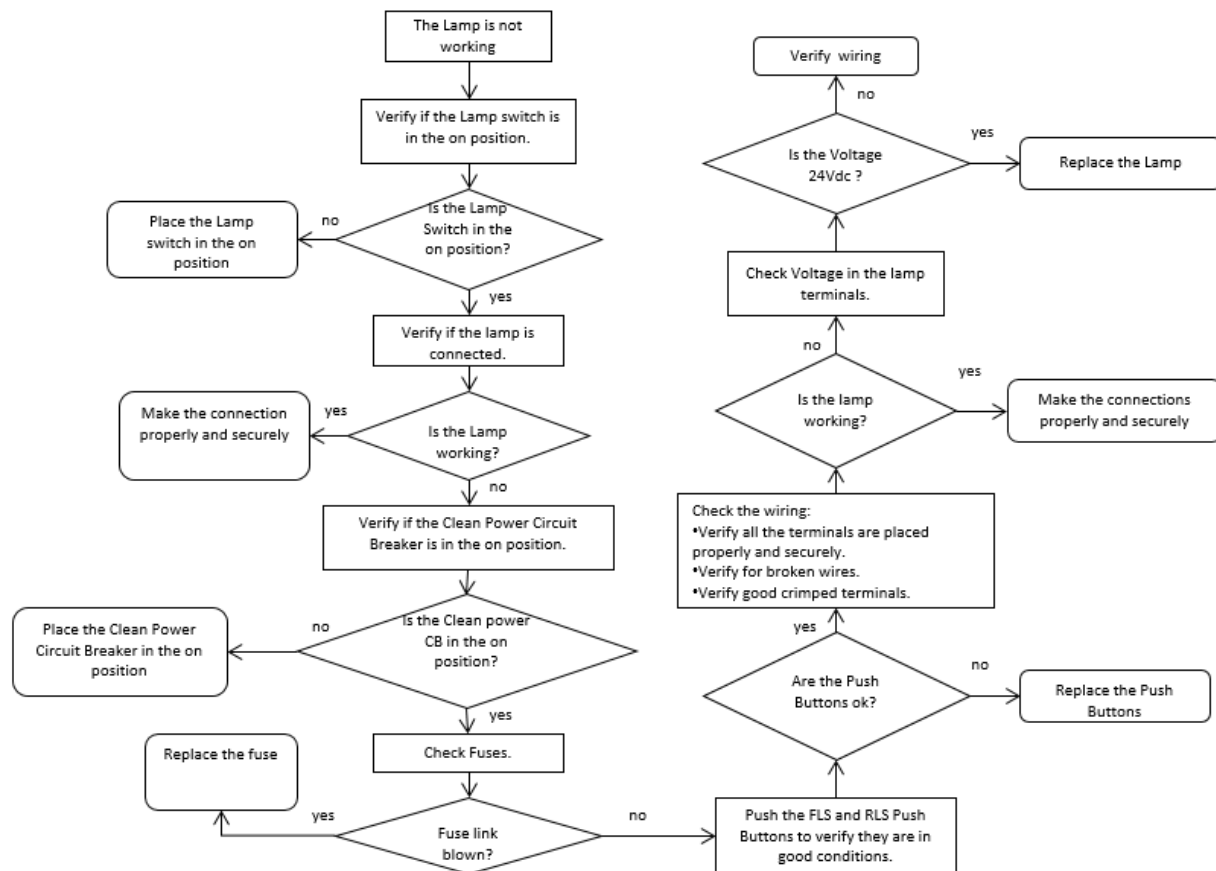 The Lamp is not
working
Verify if the Lamp switch is
in the on position.
Is the Lamp
Switch in the
on position?
no
Place the Lamp
switch in the on
position
yes
Verify if the lamp is
connected.
Is the Lamp
working?
yes
Make the connection
properly and securely
no
Verify if the Clean Power Circuit
Breaker is in the on position.
Is the Clean power
CB in the on
position?
no
Place the Clean Power
Circuit Breaker in the on
position
yes
Check Fuses.
Fuse link
blown?
yes
Replace the fuse
no
Push the FLS and RLS Push
Buttons to verify they are in
good conditions.
Are the Push
Buttons ok?
no
Replace the Push
Buttons
yes
Check the wiring:
•Verify all the terminals are placed
properly and securely.
•Verify for broken wires.
•Verify good crimped terminals.
Is the lamp
working?
yes
Make the connections
properly and securely
no
Check Voltage in the lamp
terminals.
Is the Voltage
24Vdc ?
yes
Replace the Lamp
no
Verify wiring